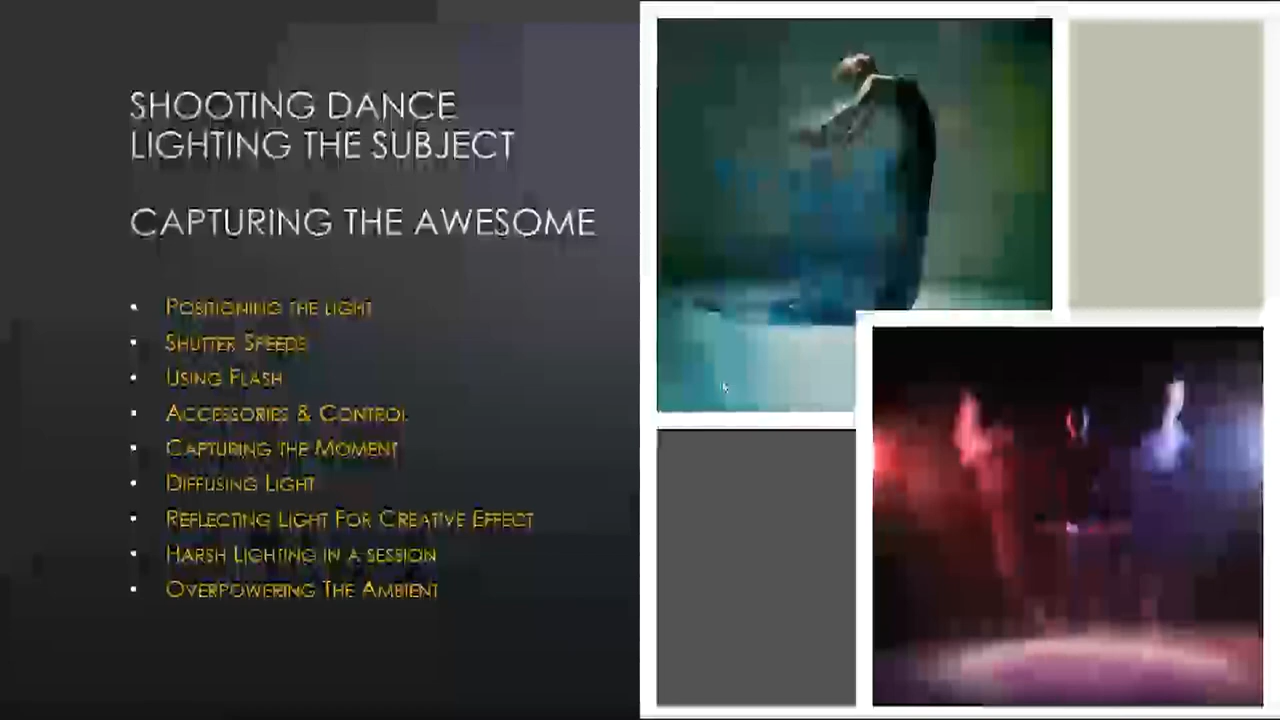 SHOOTING DANCE
LIGHTING THE SUBJECT
CAPTURING THE AWESOME
• POSITIONING THE LIGHT
• SHUTTER SPEEDS
• USING FLASH
• ACCESSORIES & CONTROL
• CAPTURING THE MOMENT
• DIFFUSING LIGHT
• REFLECTING LIGHT FOR CREATIVE EFFECT
• HARSH LIGHTING IN A SESSION
• OVERPOWERING THE AMBIENT